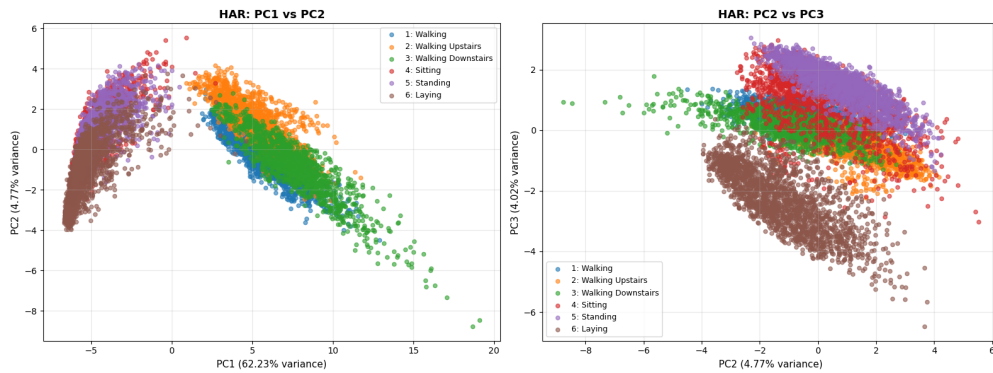 HAR: PC1 vs PC2
6
4
2
0
−2
−4
−6
−8
PC2 (4.77% variance)
1: Walking
2: Walking Upstairs
3: Walking Downstairs
4: Sitting
5: Standing
6: Laying
−5
0
5
10
15
20
PC1 (62.23% variance)
HAR: PC2 vs PC3
2
0
−2
−4
−6
PC3 (4.02% variance)
1: Walking
2: Walking Upstairs
3: Walking Downstairs
4: Sitting
5: Standing
6: Laying
−8
−6
−4
−2
0
2
4
6
PC2 (4.77% variance)